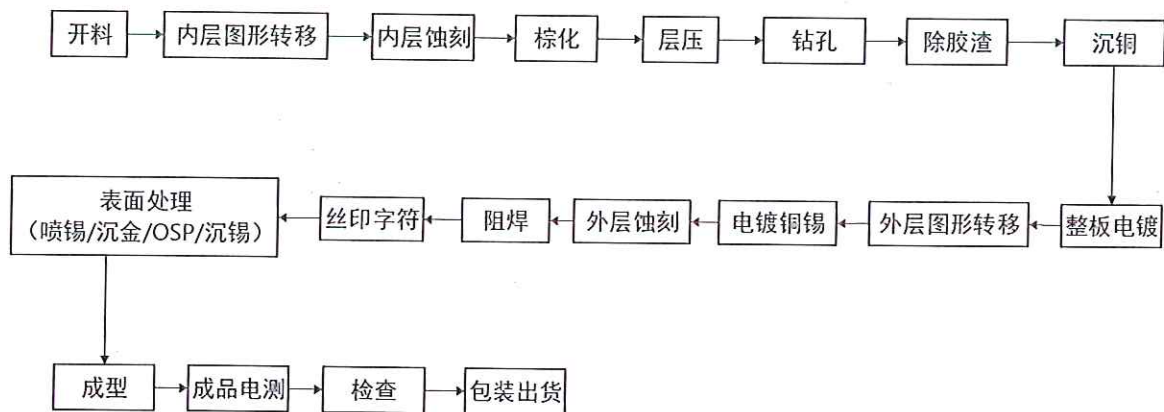 开料
内层图形转移
内层蚀刻
棕化
层压
钻孔
除胶渣
沉铜
整板电镀
外层图形转移
电镀铜锡
外层蚀刻
阻焊
丝印字符
表面处理
（喷锡/沉金/OSP/沉锡）
成型
成品电测
检查
包装出货